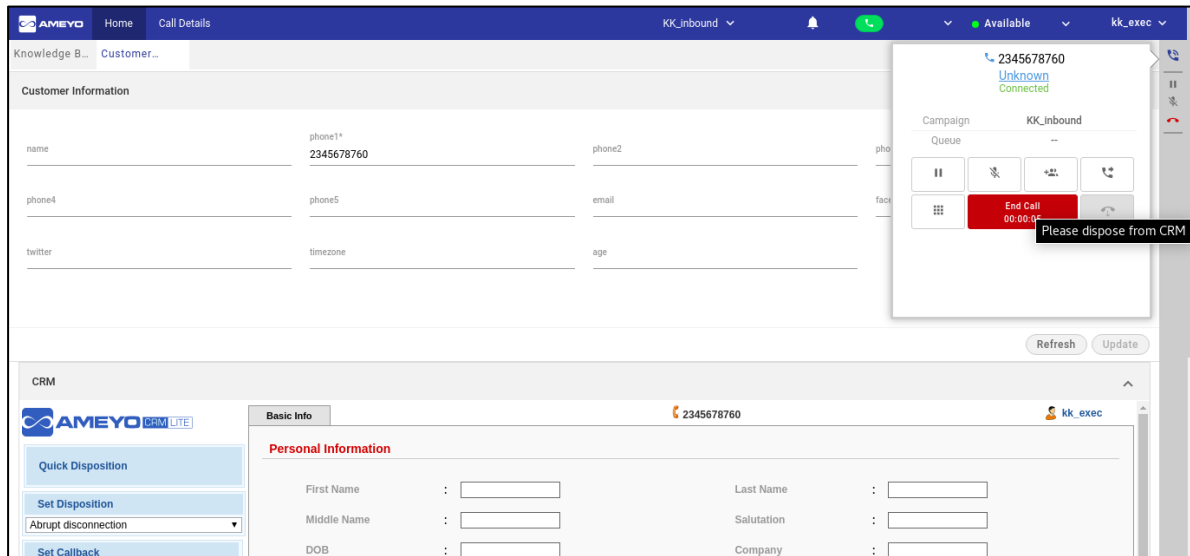 AMEYO Home Call Details KK_inbound Available kk_exec
Knowledge B... Customer...
2345678760
Unknown
Connected
Customer Information
Campaign KK_inbound
Queue --
name
phone1*
2345678760
phone2
pho
End Call
00:00:05
Please dispose from CRM
phone4 phone5 email face
twitter timezone age
Refresh Update
CRM
AMEYO CRM LITE
Basic Info 2345678760 kk_exec
Personal Information
Quick Disposition
First Name : Last Name :
Set Disposition
Abrupt disconnection
Middle Name : Salutation :
Set Callback
DOB : Company :